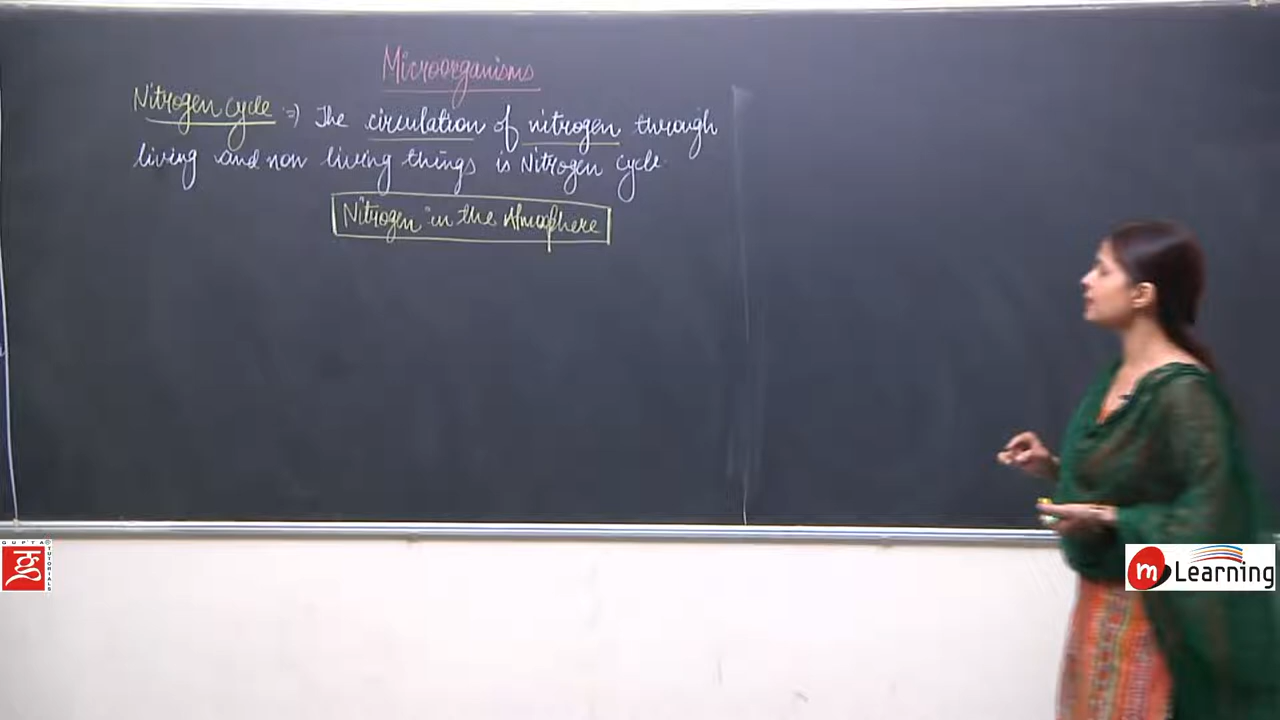 Microorganisms
Nitrogen cycle => The circulation of nitrogen through
living and non living things is Nitrogen cycle.
Nitrogen in the Atmosphere
GUPTA
TUTORIALS
m Learning